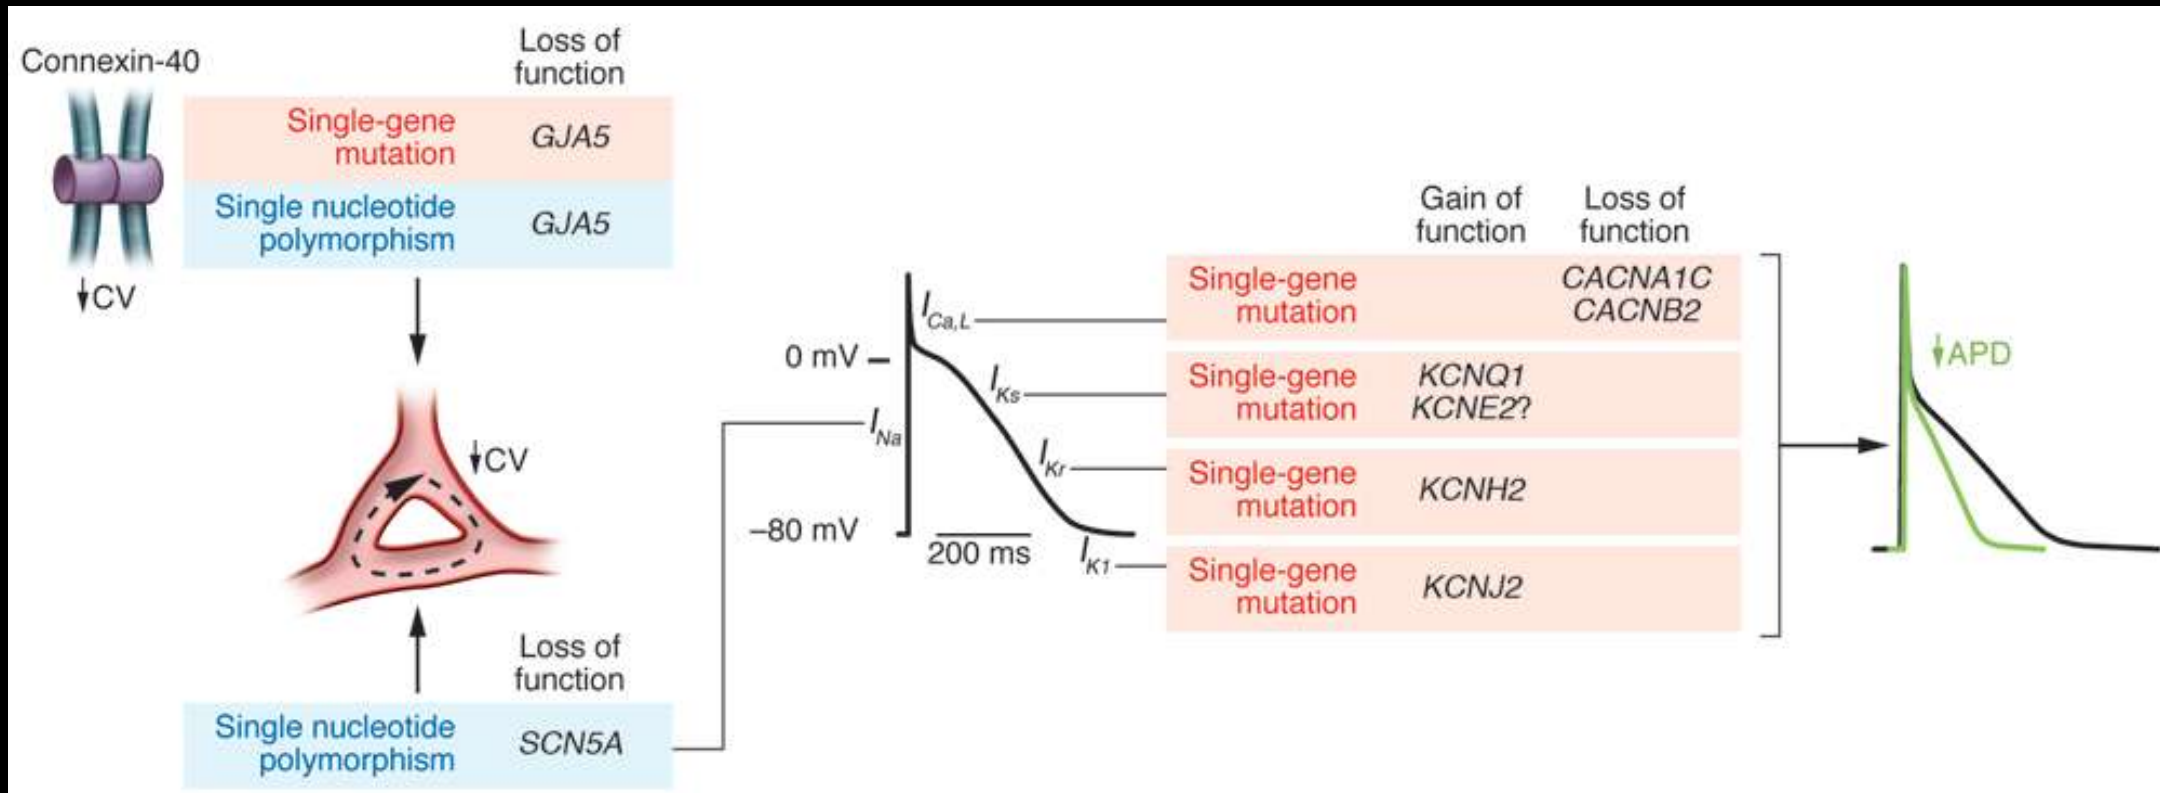 Connexin-40
↓CV
Loss of
function
Single-gene
mutation
GJA5
Single nucleotide
polymorphism
GJA5
↓CV
Loss of
function
Single nucleotide
polymorphism
SCN5A
0 mV
–80 mV
200 ms
I_Na
I_Ca,L
I_Ks
I_Kr
I_K1
Gain of
function
Loss of
function
Single-gene
mutation
CACNA1C
CACNB2
Single-gene
mutation
KCNQ1
KCNE2?
Single-gene
mutation
KCNH2
Single-gene
mutation
KCNJ2
↓APD